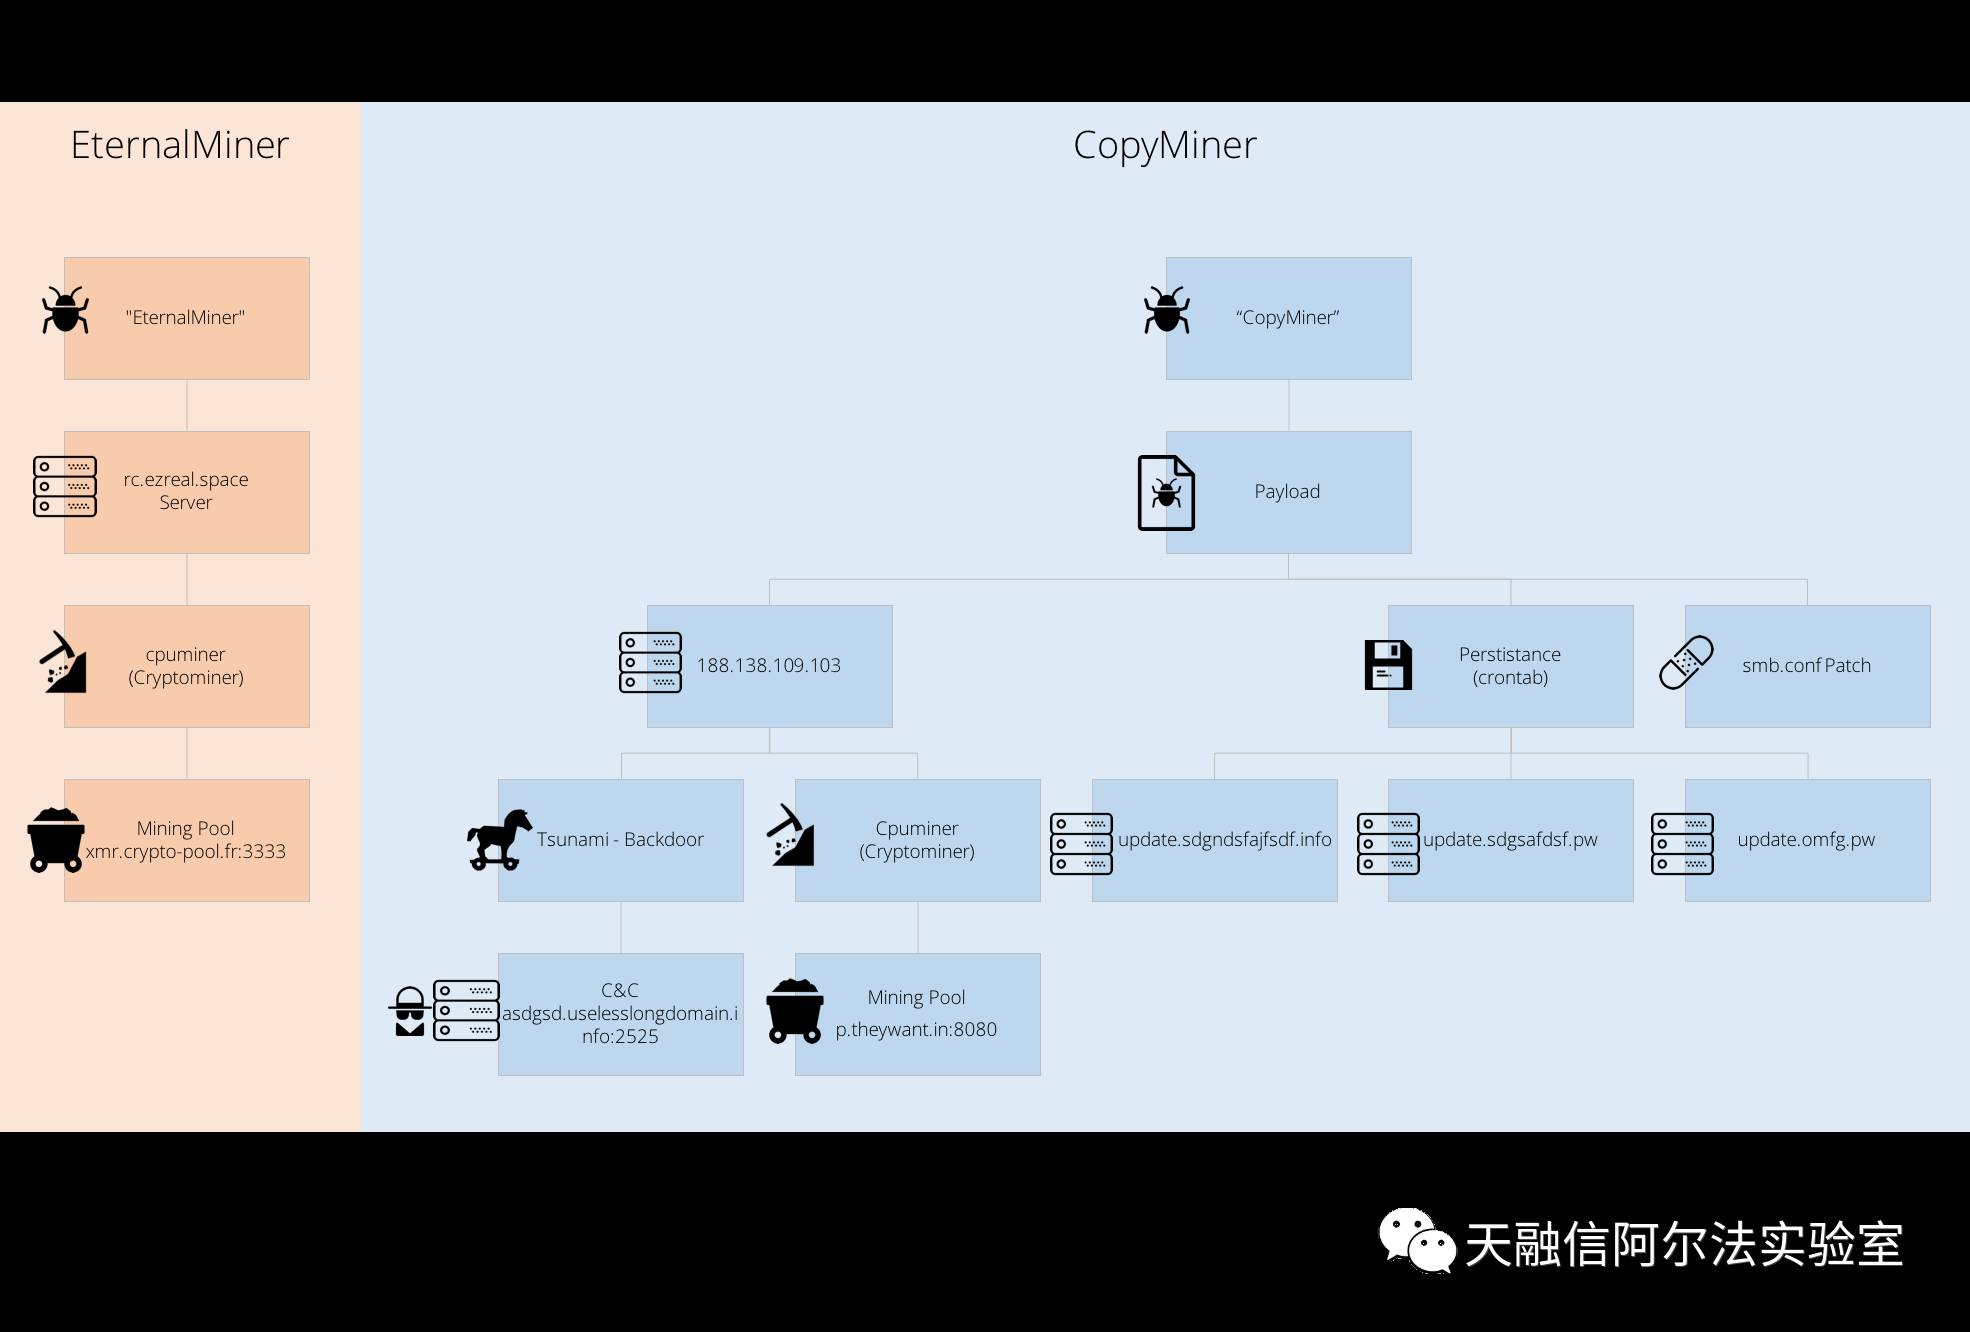 EternalMiner
"EternalMiner"
rc.ezreal.space
Server
cpuminer
(Cryptominer)
Mining Pool
xmr.crypto-pool.fr:3333
CopyMiner
“CopyMiner”
Payload
188.138.109.103
Perstistance
(crontab)
smb.conf Patch
Tsunami - Backdoor
Cpuminer
(Cryptominer)
update.sdgndsfajfsdf.info
update.sdgsafdsf.pw
update.omfg.pw
C&C
asdgsd.uselesslongdomain.i
nfo:2525
Mining Pool
p.theywant.in:8080
天融信阿尔法实验室